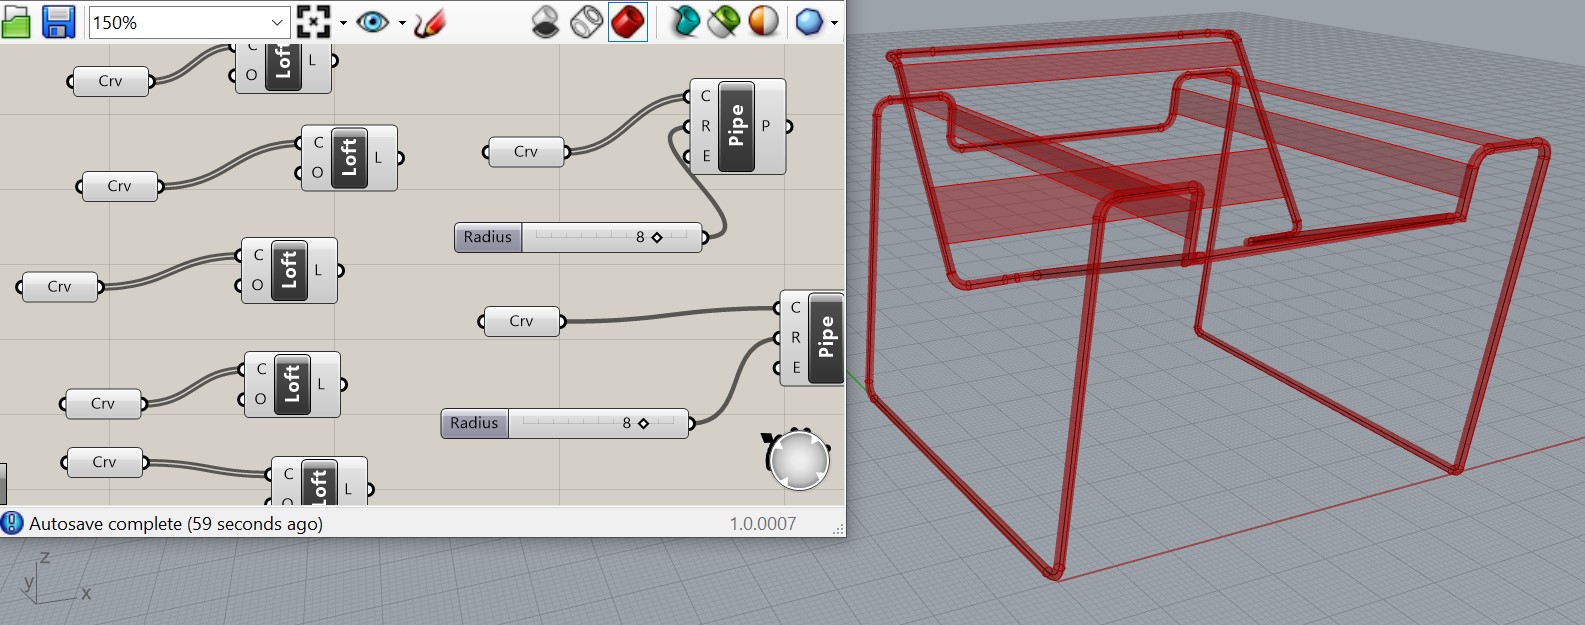 150%
C
O
Loft
L
Crv
C
O
Loft
L
Crv
C
O
Loft
L
Crv
C
O
Loft
L
Crv
C
O
Loft
L
Crv
Crv
C
R
E
Pipe
P
Radius
8
Crv
C
R
E
Pipe
Radius
8
Autosave complete (59 seconds ago)
1.0.0007
z
y
x